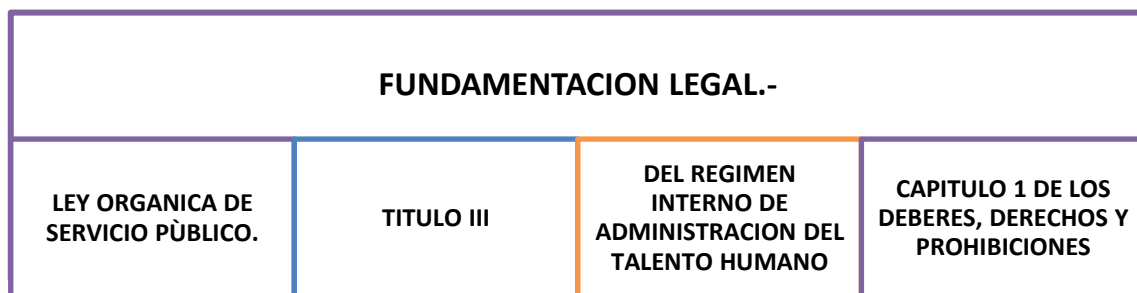 FUNDAMENTACION LEGAL.-
LEY ORGANICA DE
SERVICIO PÙBLICO.
TITULO III
DEL REGIMEN
INTERNO DE
ADMINISTRACION DEL
TALENTO HUMANO
CAPITULO 1 DE LOS
DEBERES, DERECHOS Y
PROHIBICIONES